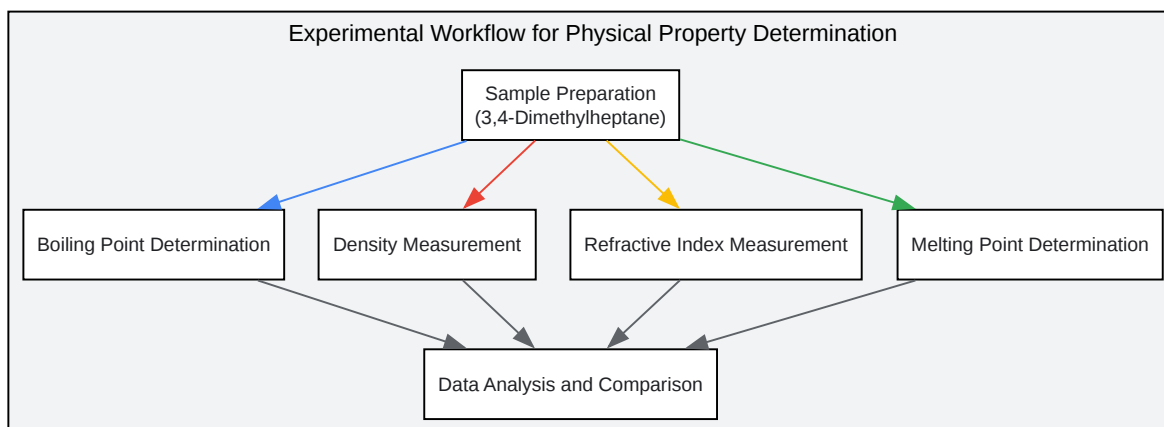 Experimental Workflow for Physical Property Determination
Sample Preparation
(3,4-Dimethylheptane)
Boiling Point Determination
Density Measurement
Refractive Index Measurement
Melting Point Determination
Data Analysis and Comparison